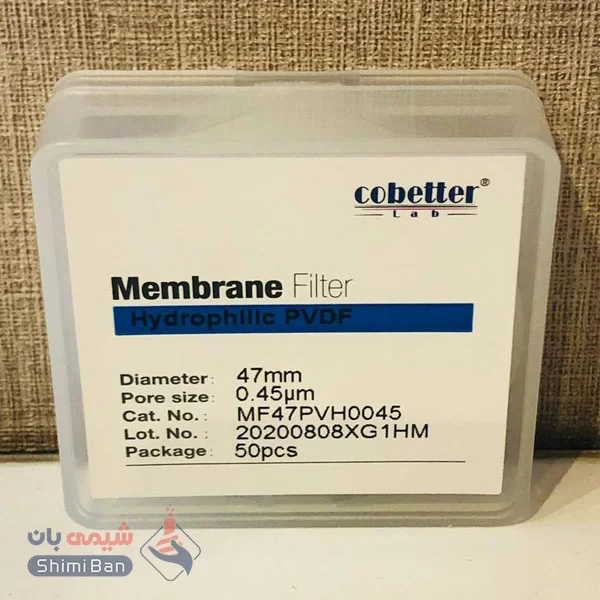 cobetter®
Lab
Membrane Filter
Hydrophilic PVDF
Diameter: 47mm
Pore size: 0.45µm
Cat. No.: MF47PVH0045
Lot. No.: 20200808XG1HM
Package: 50pcs
شیمی بان
ShimiBan